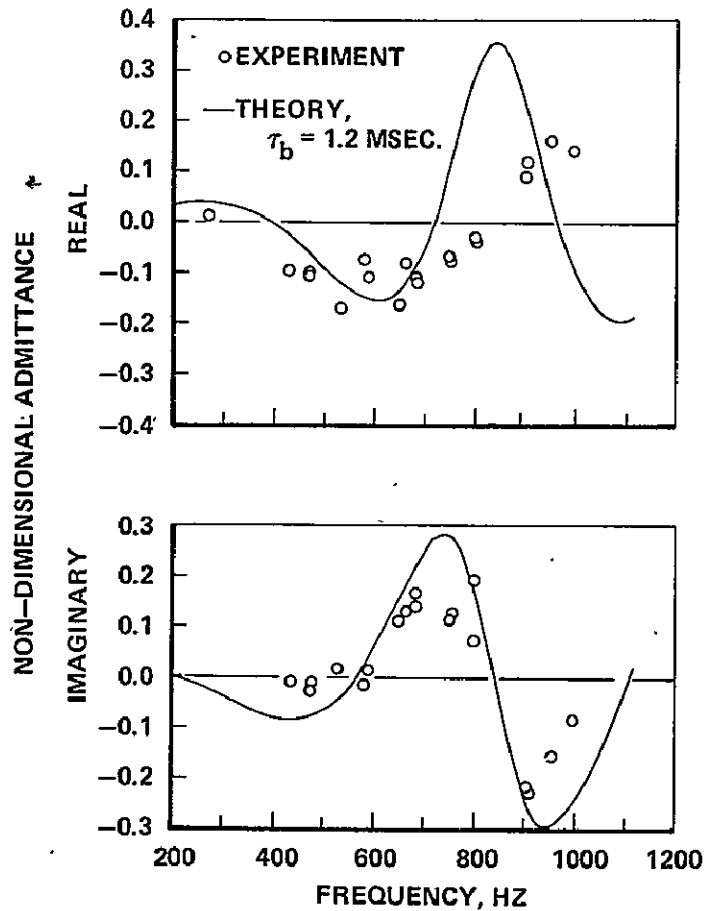 NON-DIMENSIONAL ADMITTANCE
REAL
0.4
0.3
0.2
0.1
0.0
−0.1
−0.2
−0.3
−0.4
EXPERIMENT
THEORY,
τb = 1.2 MSEC.
IMAGINARY
0.3
0.2
0.1
0.0
−0.1
−0.2
−0.3
200 400 600 800 1000 1200
FREQUENCY, HZ